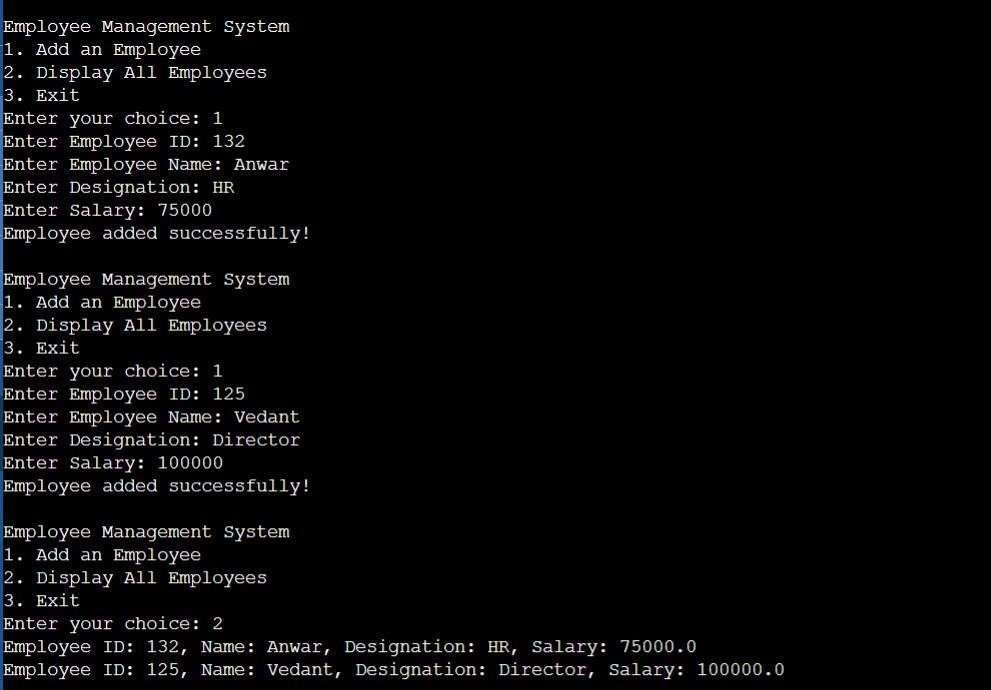 Employee Management System
1. Add an Employee
2. Display All Employees
3. Exit
Enter your choice: 1
Enter Employee ID: 132
Enter Employee Name: Anwar
Enter Designation: HR
Enter Salary: 75000
Employee added successfully!
Employee Management System
1. Add an Employee
2. Display All Employees
3. Exit
Enter your choice: 1
Enter Employee ID: 125
Enter Employee Name: Vedant
Enter Designation: Director
Enter Salary: 100000
Employee added successfully!
Employee Management System
1. Add an Employee
2. Display All Employees
3. Exit
Enter your choice: 2
Employee ID: 132, Name: Anwar, Designation: HR, Salary: 75000.0
Employee ID: 125, Name: Vedant, Designation: Director, Salary: 100000.0